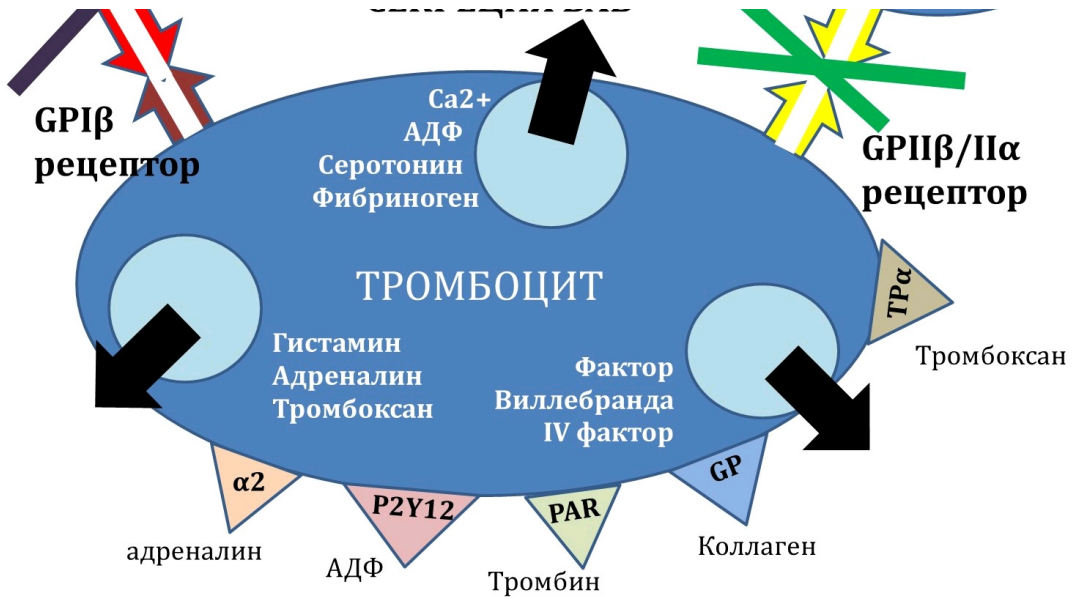 GPIβ
рецептор
Ca2+
АДФ
Серотонин
Фибриноген
GPIIβ/IIα
рецептор
ТРОМБОЦИТ
TPα
Тромбоксан
Гистамин
Адреналин
Тромбоксан
Фактор
Виллебранда
IV фактор
α2
P2Y12
PAR
GP
адреналин
АДФ
Тромбин
Коллаген